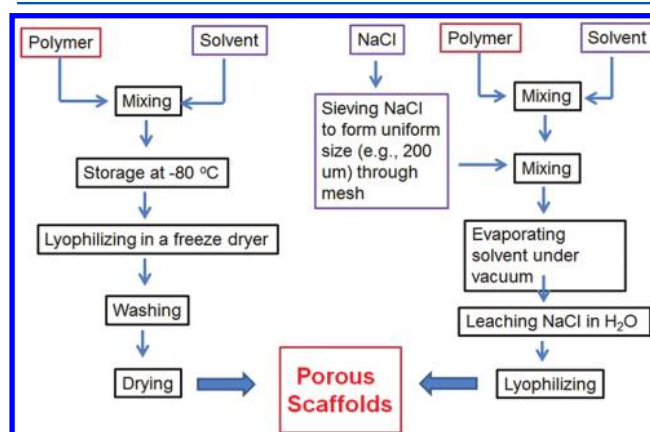 Polymer
Solvent
Mixing
Storage at -80 °C
Lyophilizing in a freeze dryer
Washing
Drying
NaCl
Sieving NaCl
to form uniform
size (e.g., 200
um) through
mesh
Polymer
Solvent
Mixing
Mixing
Evaporating
solvent under
vacuum
Leaching NaCl in H₂O
Lyophilizing
Porous
Scaffolds